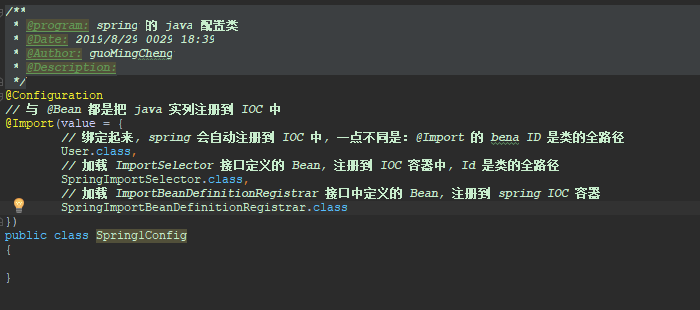 /**
 * @program: spring 的 java 配置类
 * @Date: 2019/8/29 0029 18:39
 * @Author: guoMingCheng
 * @Description:
 */
@Configuration
// 与 @Bean 都是把 java 实列注册到 IOC 中
@Import(value = {
// 绑定起来, spring 会自动注册到 IOC 中, 一点不同是: @Import 的 bena ID 是类的全路径
User.class,
// 加载 ImportSelector 接口定义的 Bean, 注册到 IOC 容器中, Id 是类的全路径
SpringImportSelector.class,
// 加载 ImportBeanDefinitionRegistrar 接口中定义的 Bean, 注册到 spring IOC 容器
SpringImportBeanDefinitionRegistrar.class
})
public class Spring1Config
{
}